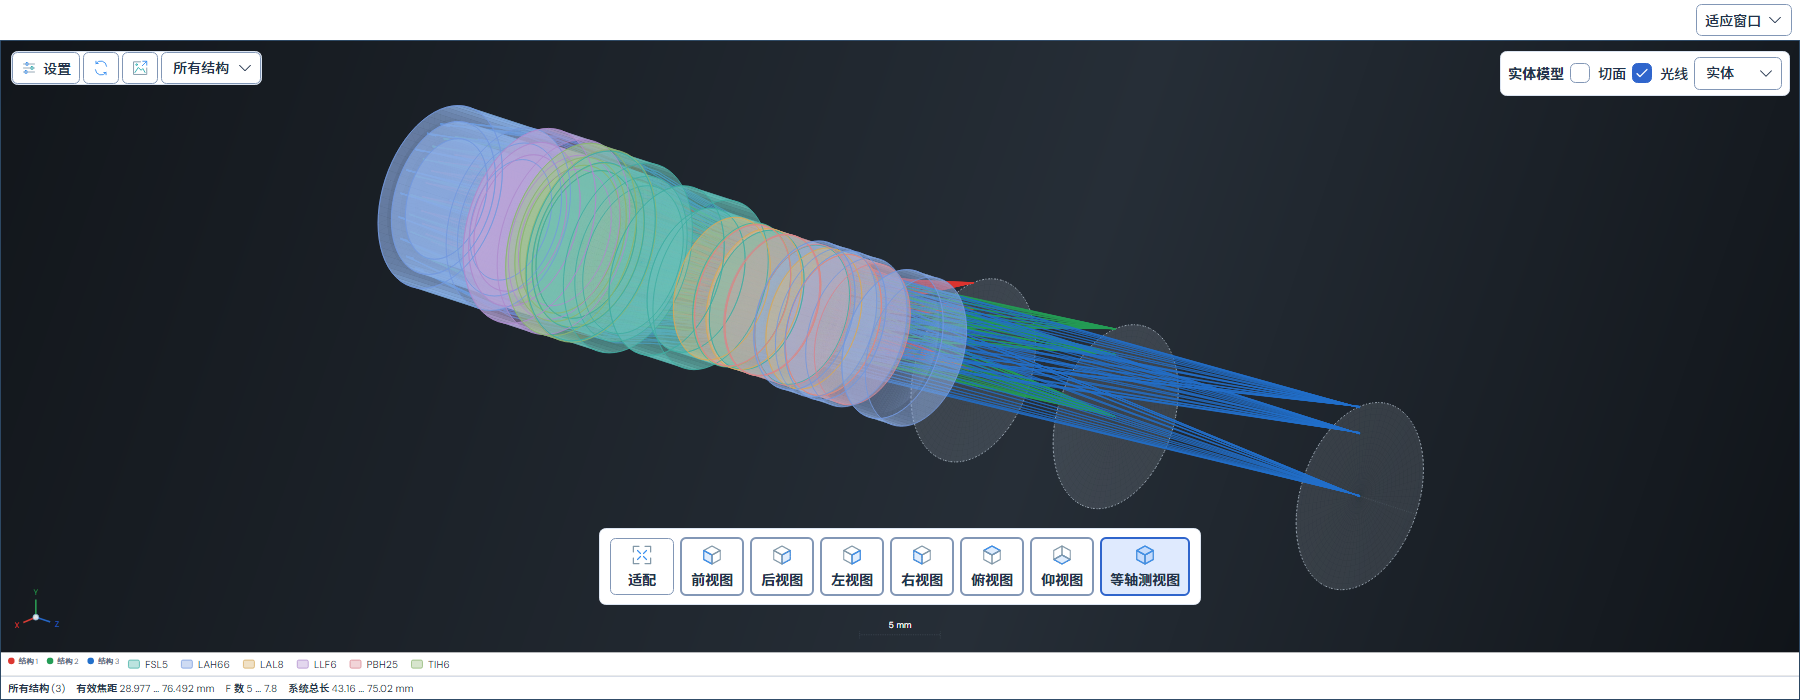 适应窗口
设置 所有结构
实体模型 切面 光线 实体
适配 前视图 后视图 左视图 右视图 俯视图 仰视图 等轴测视图
Y
X Z
5 mm
结构 1 结构 2 结构 3 FSL5 LAH66 LAL8 LLF6 PBH25 TIH6
所有结构 (3) 有效焦距 28.977 ... 76.492 mm F 数 5 ... 7.8 系统总长 43.16 ... 75.02 mm